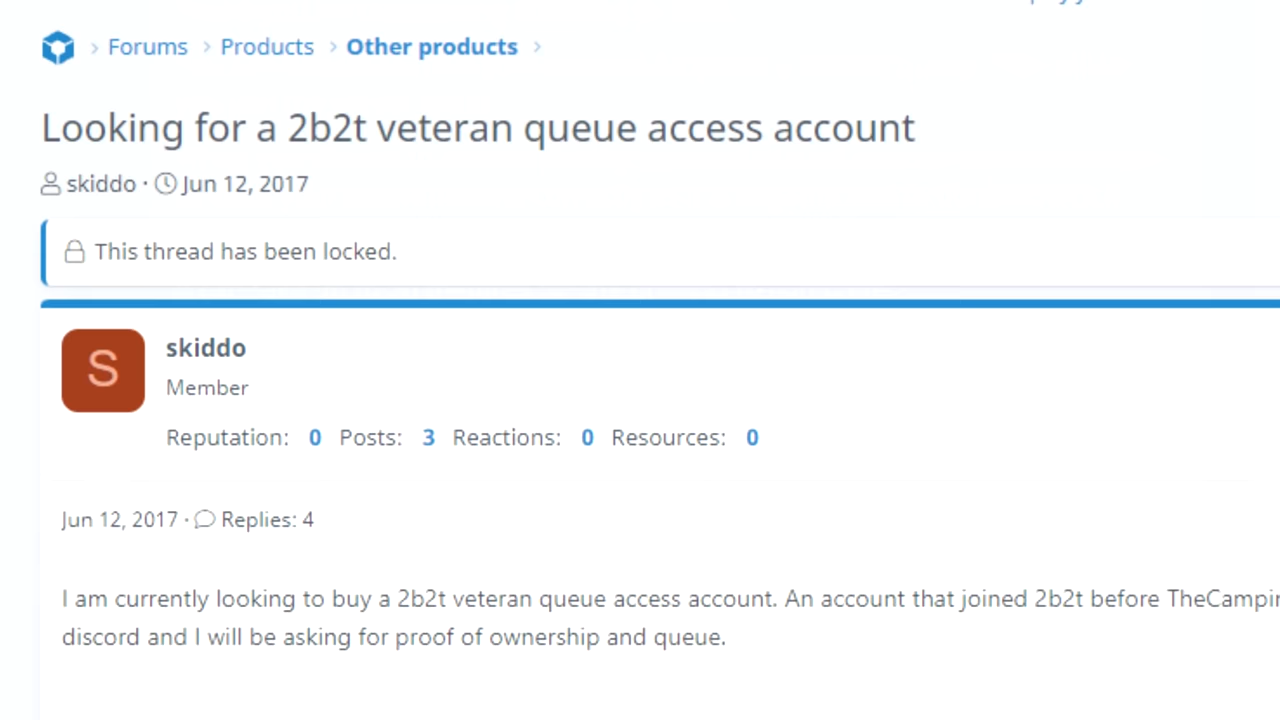 Forums Products Other products
Looking for a 2b2t veteran queue access account
skiddo · Jun 12, 2017
This thread has been locked.
S
skiddo
Member
Reputation: 0 Posts: 3 Reactions: 0 Resources: 0
Jun 12, 2017 · Replies: 4
I am currently looking to buy a 2b2t veteran queue access account. An account that joined 2b2t before
discord and I will be asking for proof of ownership and queue.